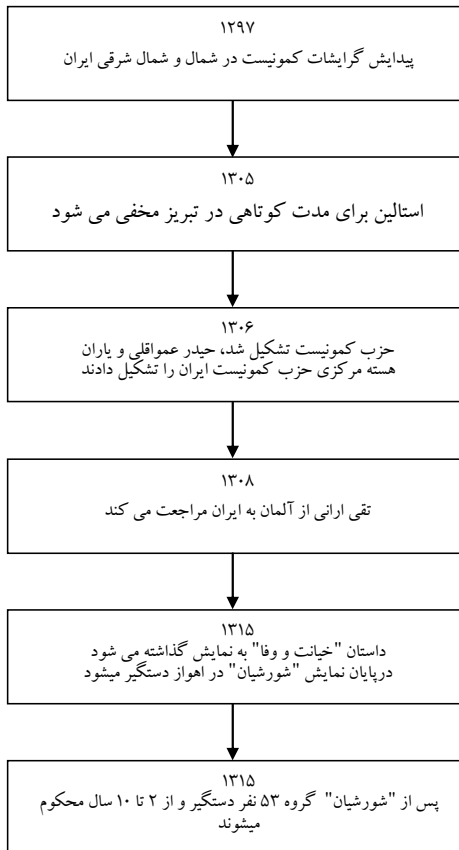 ۱۲۹۷
پیدایش گرایشات کمونیست در شمال و شمال شرقی ایران
۱۳۰۵
استالین برای مدت کوتاهی در تبریز مخفی می شود
۱۳۰۶
حزب کمونیست تشکیل شد، حیدر عمواقلی و یاران
هسته مرکزی حزب کمونیست ایران را تشکیل دادند
۱۳۰۸
تقی ارانی از آلمان به ایران مراجعت می کند
۱۳۱۵
داستان "خیانت و وفا" به نمایش گذاشته می شود
درپایان نمایش "شورشیان" در اهواز دستگیر میشود
۱۳۱۵
پس از "شورشیان" گروه ۵۳ نفر دستگیر و از ۲ تا ۱۰ سال محکوم
میشوند